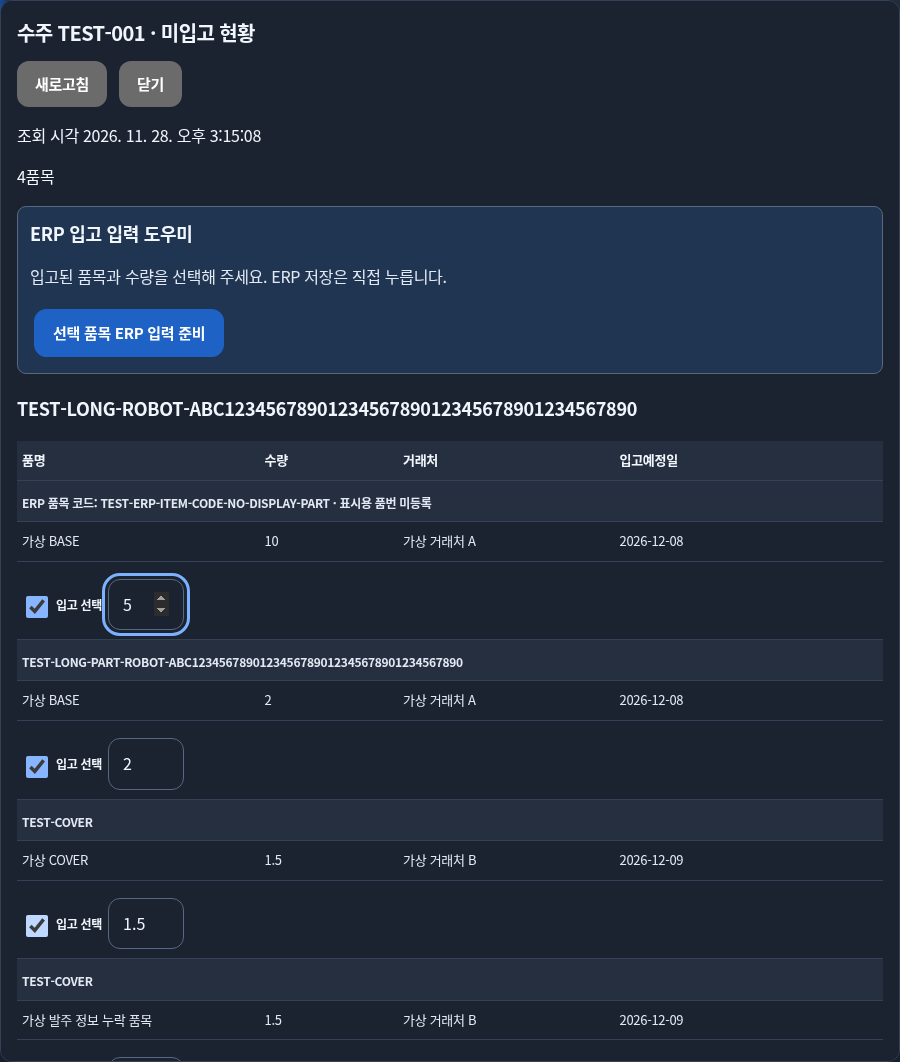 수주 TEST-001 · 미입고 현황
새로고침 닫기
조회 시각 2026. 11. 28. 오후 3:15:08
4품목
ERP 입고 입력 도우미
입고된 품목과 수량을 선택해 주세요. ERP 저장은 직접 누릅니다.
선택 품목 ERP 입력 준비
TEST-LONG-ROBOT-ABC1234567890123456789012345678901234567890
품명 수량 거래처 입고예정일
ERP 품목 코드: TEST-ERP-ITEM-CODE-NO-DISPLAY-PART · 표시용 품번 미등록
가상 BASE 10 가상 거래처 A 2026-12-08
입고 선택 5
TEST-LONG-PART-ROBOT-ABC1234567890123456789012345678901234567890
가상 BASE 2 가상 거래처 A 2026-12-08
입고 선택 2
TEST-COVER
가상 COVER 1.5 가상 거래처 B 2026-12-09
입고 선택 1.5
TEST-COVER
가상 발주 정보 누락 품목 1.5 가상 거래처 B 2026-12-09